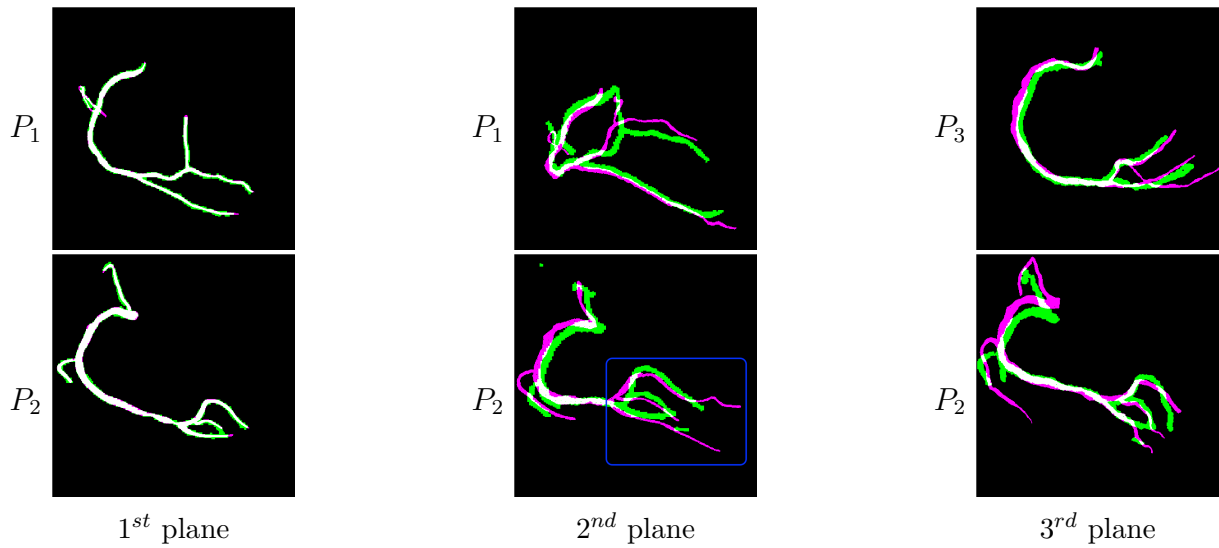 P₁ P₁ P₃
P₂ P₂ P₂
1ˢᵗ plane 2ⁿᵈ plane 3ʳᵈ plane